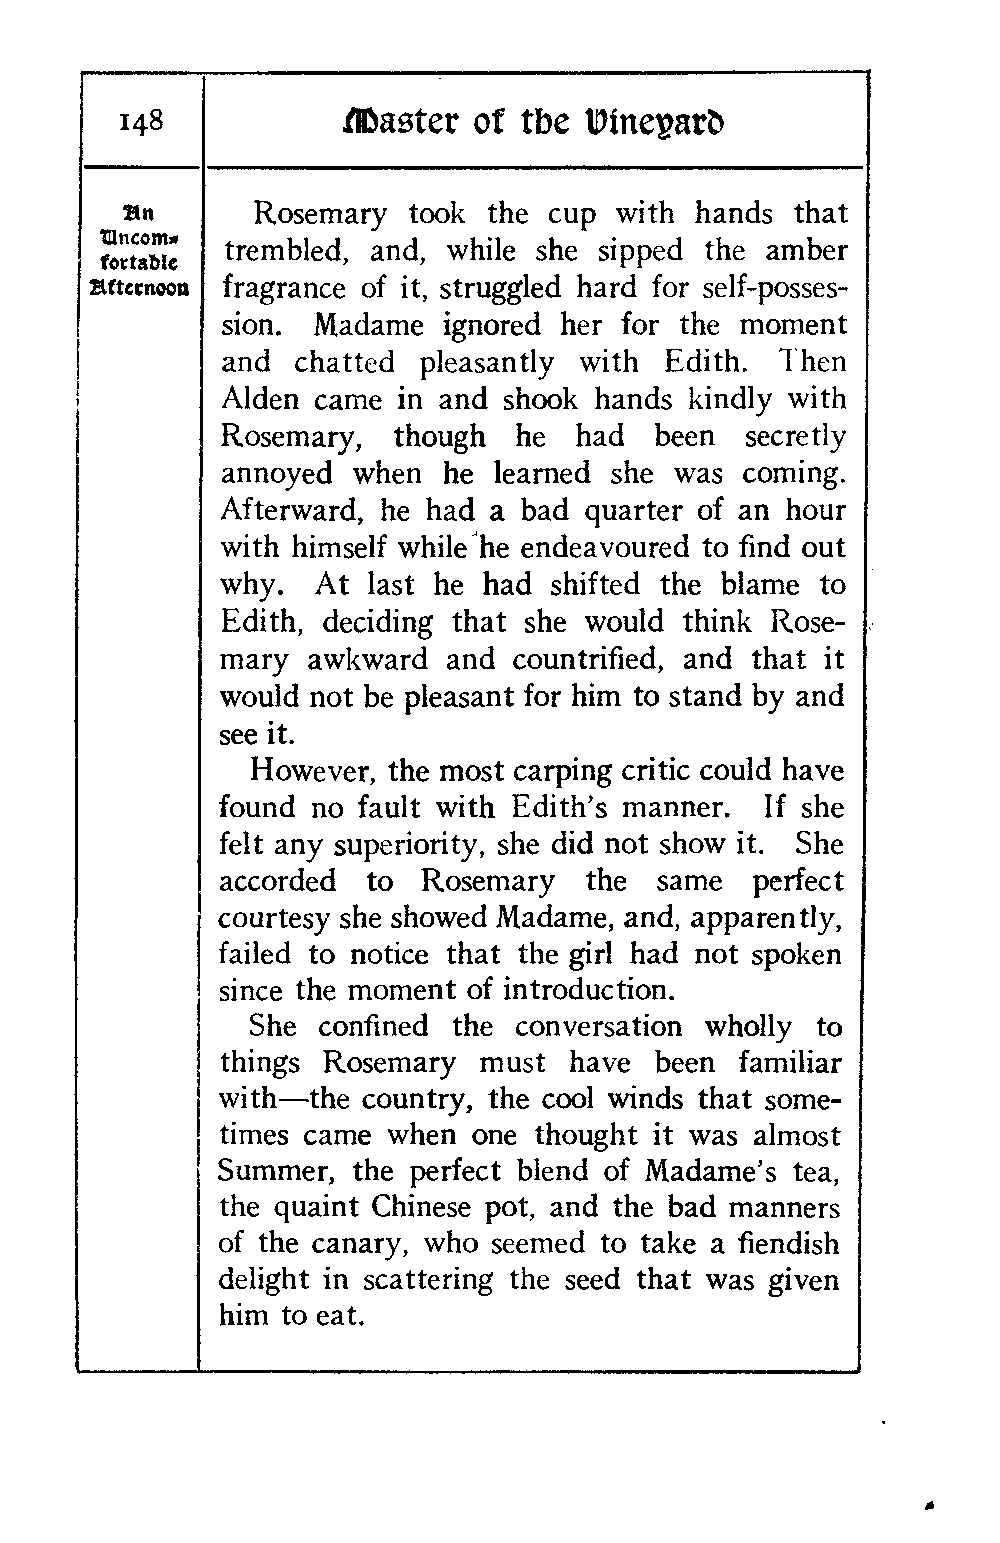 148
Master of the Vineyard
An
Uncom-
fortable
Afternoon
Rosemary took the cup with hands that
trembled, and, while she sipped the amber
fragrance of it, struggled hard for self-posses-
sion. Madame ignored her for the moment
and chatted pleasantly with Edith. Then
Alden came in and shook hands kindly with
Rosemary, though he had been secretly
annoyed when he learned she was coming.
Afterward, he had a bad quarter of an hour
with himself while he endeavoured to find out
why. At last he had shifted the blame to
Edith, deciding that she would think Rose-
mary awkward and countrified, and that it
would not be pleasant for him to stand by and
see it.
However, the most carping critic could have
found no fault with Edith's manner. If she
felt any superiority, she did not show it. She
accorded to Rosemary the same perfect
courtesy she showed Madame, and, apparently,
failed to notice that the girl had not spoken
since the moment of introduction.
She confined the conversation wholly to
things Rosemary must have been familiar
with—the country, the cool winds that some-
times came when one thought it was almost
Summer, the perfect blend of Madame's tea,
the quaint Chinese pot, and the bad manners
of the canary, who seemed to take a fiendish
delight in scattering the seed that was given
him to eat.